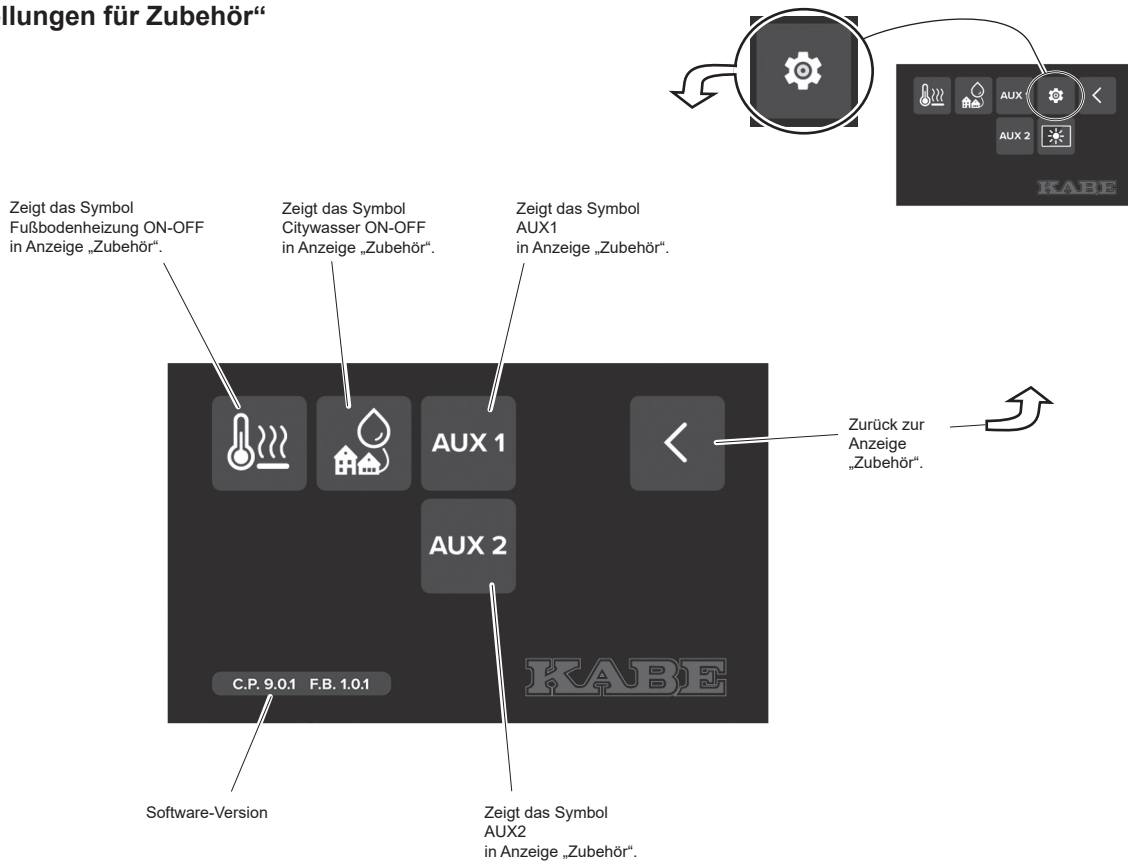 llungen für Zubehör“
AUX 1
AUX 2
KABE
Zeigt das Symbol
Fußbodenheizung ON-OFF
in Anzeige „Zubehör“.
Zeigt das Symbol
Citywasser ON-OFF
in Anzeige „Zubehör“.
Zeigt das Symbol
AUX1
in Anzeige „Zubehör“.
AUX 1
Zurück zur
Anzeige
„Zubehör“.
AUX 2
C.P. 9.0.1 F.B. 1.0.1
KABE
Software-Version
Zeigt das Symbol
AUX2
in Anzeige „Zubehör“.